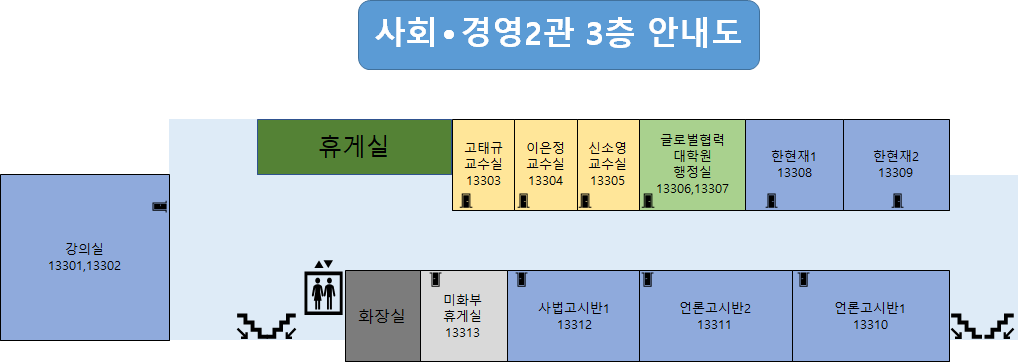 사회•경영2관 3층 안내도
휴게실
고태규
교수실
13303
이은정
교수실
13304
신소영
교수실
13305
글로벌협력
대학원
행정실
13306,13307
한현재1
13308
한현재2
13309
강의실
13301,13302
화장실
미화부
휴게실
13313
사법고시반1
13312
언론고시반2
13311
언론고시반1
13310